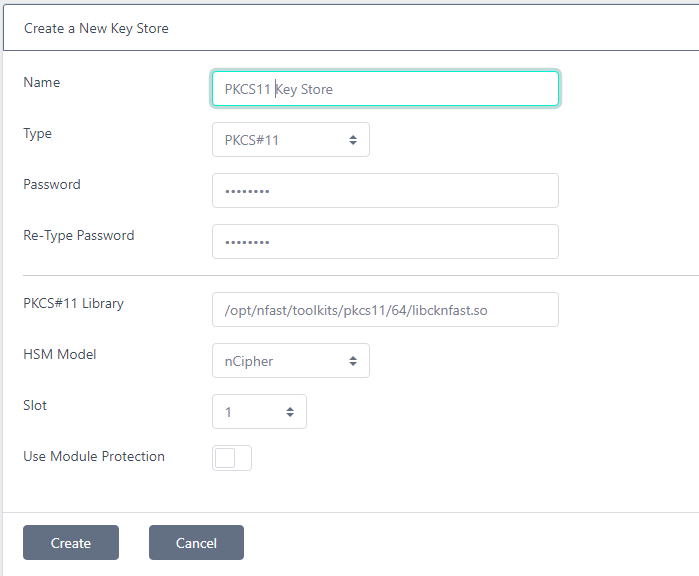 Create a New Key Store
Name
PKCS11 Key Store
Type
PKCS#11
Password
••••••••
Re-Type Password
••••••••
PKCS#11 Library
/opt/nfast/toolkits/pkcs11/64/libcknfast.so
HSM Model
nCipher
Slot
1
Use Module Protection
Create
Cancel